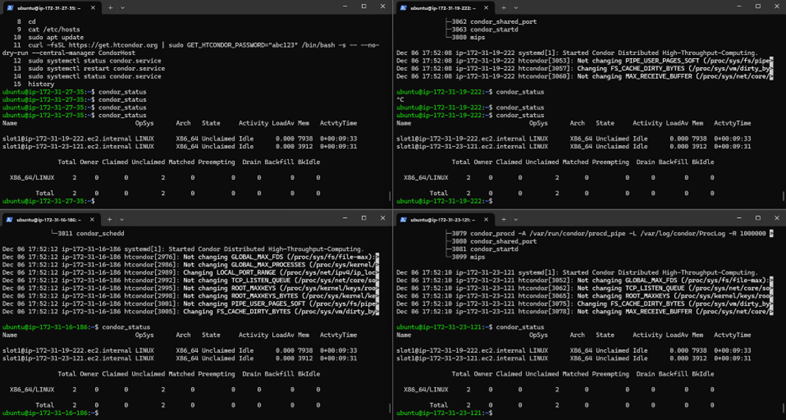 ubuntu@ip-172-31-27-35: ~
8 cd
9 cat /etc/hosts
10 sudo apt update
11 curl -fsSL https://get.htcondor.org | sudo GET_HTCONDOR_PASSWORD="abc123" /bin/bash -s -- --no-
dry-run --central-manager CondorHost
12 sudo systemctl status condor.service
13 sudo systemctl restart condor.service
14 sudo systemctl status condor.service
15 history
ubuntu@ip-172-31-27-35:~$ condor_status
ubuntu@ip-172-31-27-35:~$ condor_status
ubuntu@ip-172-31-27-35:~$ condor_status
Name OpSys Arch State Activity LoadAv Mem ActvtyTime
slot1@ip-172-31-19-222.ec2.internal LINUX X86_64 Unclaimed Idle 0.000 7938 0+00:09:33
slot1@ip-172-31-23-121.ec2.internal LINUX X86_64 Unclaimed Idle 0.000 3912 0+00:09:31
Total Owner Claimed Unclaimed Matched Preempting Drain Backfill BkIdle
X86_64/LINUX 2 0 0 2 0 0 0 0 0
Total 2 0 0 2 0 0 0 0 0
ubuntu@ip-172-31-27-35:~$
ubuntu@ip-172-31-19-222: ~
├─3062 condor_shared_port
├─3063 condor_startd
└─3080 mips
Dec 06 17:52:08 ip-172-31-19-222 systemd[1]: Started Condor Distributed High-Throughput-Computing.
Dec 06 17:52:08 ip-172-31-19-222 htcondor[3053]: Not changing PIPE_USER_PAGES_SOFT (/proc/sys/fs/pipe>
Dec 06 17:52:08 ip-172-31-19-222 htcondor[3057]: Changing FS_CACHE_DIRTY_BYTES (/proc/sys/vm/dirty_by>
Dec 06 17:52:08 ip-172-31-19-222 htcondor[3060]: Not changing MAX_RECEIVE_BUFFER (/proc/sys/net/core/>
ubuntu@ip-172-31-19-222:~$ condor_status
^C
ubuntu@ip-172-31-19-222:~$ condor_status
ubuntu@ip-172-31-19-222:~$ condor_status
Name OpSys Arch State Activity LoadAv Mem ActvtyTime
slot1@ip-172-31-19-222.ec2.internal LINUX X86_64 Unclaimed Idle 0.000 7938 0+00:09:33
slot1@ip-172-31-23-121.ec2.internal LINUX X86_64 Unclaimed Idle 0.000 3912 0+00:09:31
Total Owner Claimed Unclaimed Matched Preempting Drain Backfill BkIdle
X86_64/LINUX 2 0 0 2 0 0 0 0 0
Total 2 0 0 2 0 0 0 0 0
ubuntu@ip-172-31-19-222:~$
ubuntu@ip-172-31-16-186: ~
└─3011 condor_schedd
Dec 06 17:52:12 ip-172-31-16-186 systemd[1]: Started Condor Distributed High-Throughput-Computing.
Dec 06 17:52:12 ip-172-31-16-186 htcondor[2976]: Not changing GLOBAL_MAX_FDS (/proc/sys/fs/file-max):>
Dec 06 17:52:12 ip-172-31-16-186 htcondor[2986]: Not changing GLOBAL_MAX_PROCESSES (/proc/sys/kernel/>
Dec 06 17:52:12 ip-172-31-16-186 htcondor[2989]: Changing LOCAL_PORT_RANGE (/proc/sys/net/ipv4/ip_loc>
Dec 06 17:52:12 ip-172-31-16-186 htcondor[2992]: Not changing TCP_LISTEN_QUEUE (/proc/sys/net/core/so>
Dec 06 17:52:12 ip-172-31-16-186 htcondor[2995]: Not changing ROOT_MAXKEYS (/proc/sys/kernel/keys/roo>
Dec 06 17:52:12 ip-172-31-16-186 htcondor[2998]: Not changing ROOT_MAXKEYS_BYTES (/proc/sys/kernel/ke>
Dec 06 17:52:12 ip-172-31-16-186 htcondor[3001]: Not changing PIPE_USER_PAGES_SOFT (/proc/sys/fs/pipe>
Dec 06 17:52:12 ip-172-31-16-186 htcondor[3005]: Changing FS_CACHE_DIRTY_BYTES (/proc/sys/vm/dirty_by>
ubuntu@ip-172-31-16-186:~$ condor_status
Name OpSys Arch State Activity LoadAv Mem ActvtyTime
slot1@ip-172-31-19-222.ec2.internal LINUX X86_64 Unclaimed Idle 0.000 7938 0+00:09:33
slot1@ip-172-31-23-121.ec2.internal LINUX X86_64 Unclaimed Idle 0.000 3912 0+00:09:31
Total Owner Claimed Unclaimed Matched Preempting Drain Backfill BkIdle
X86_64/LINUX 2 0 0 2 0 0 0 0 0
Total 2 0 0 2 0 0 0 0 0
ubuntu@ip-172-31-16-186:~$
ubuntu@ip-172-31-23-121: ~
├─3079 condor_procd -A /var/run/condor/procd_pipe -L /var/log/condor/ProcLog -R 1000000 >
├─3080 condor_shared_port
├─3081 condor_startd
└─3099 mips
Dec 06 17:52:10 ip-172-31-23-121 systemd[1]: Started Condor Distributed High-Throughput-Computing.
Dec 06 17:52:10 ip-172-31-23-121 htcondor[3052]: Not changing GLOBAL_MAX_FDS (/proc/sys/fs/file-max):>
Dec 06 17:52:10 ip-172-31-23-121 htcondor[3062]: Not changing TCP_LISTEN_QUEUE (/proc/sys/net/core/so>
Dec 06 17:52:10 ip-172-31-23-121 htcondor[3065]: Not changing ROOT_MAXKEYS (/proc/sys/kernel/keys/roo>
Dec 06 17:52:10 ip-172-31-23-121 htcondor[3075]: Changing FS_CACHE_DIRTY_BYTES (/proc/sys/vm/dirty_by>
Dec 06 17:52:10 ip-172-31-23-121 htcondor[3078]: Not changing MAX_RECEIVE_BUFFER (/proc/sys/net/core/>
ubuntu@ip-172-31-23-121:~$ condor_status
Name OpSys Arch State Activity LoadAv Mem ActvtyTime
slot1@ip-172-31-19-222.ec2.internal LINUX X86_64 Unclaimed Idle 0.000 7938 0+00:09:33
slot1@ip-172-31-23-121.ec2.internal LINUX X86_64 Unclaimed Idle 0.000 3912 0+00:09:31
Total Owner Claimed Unclaimed Matched Preempting Drain Backfill BkIdle
X86_64/LINUX 2 0 0 2 0 0 0 0 0
Total 2 0 0 2 0 0 0 0 0
ubuntu@ip-172-31-23-121:~$